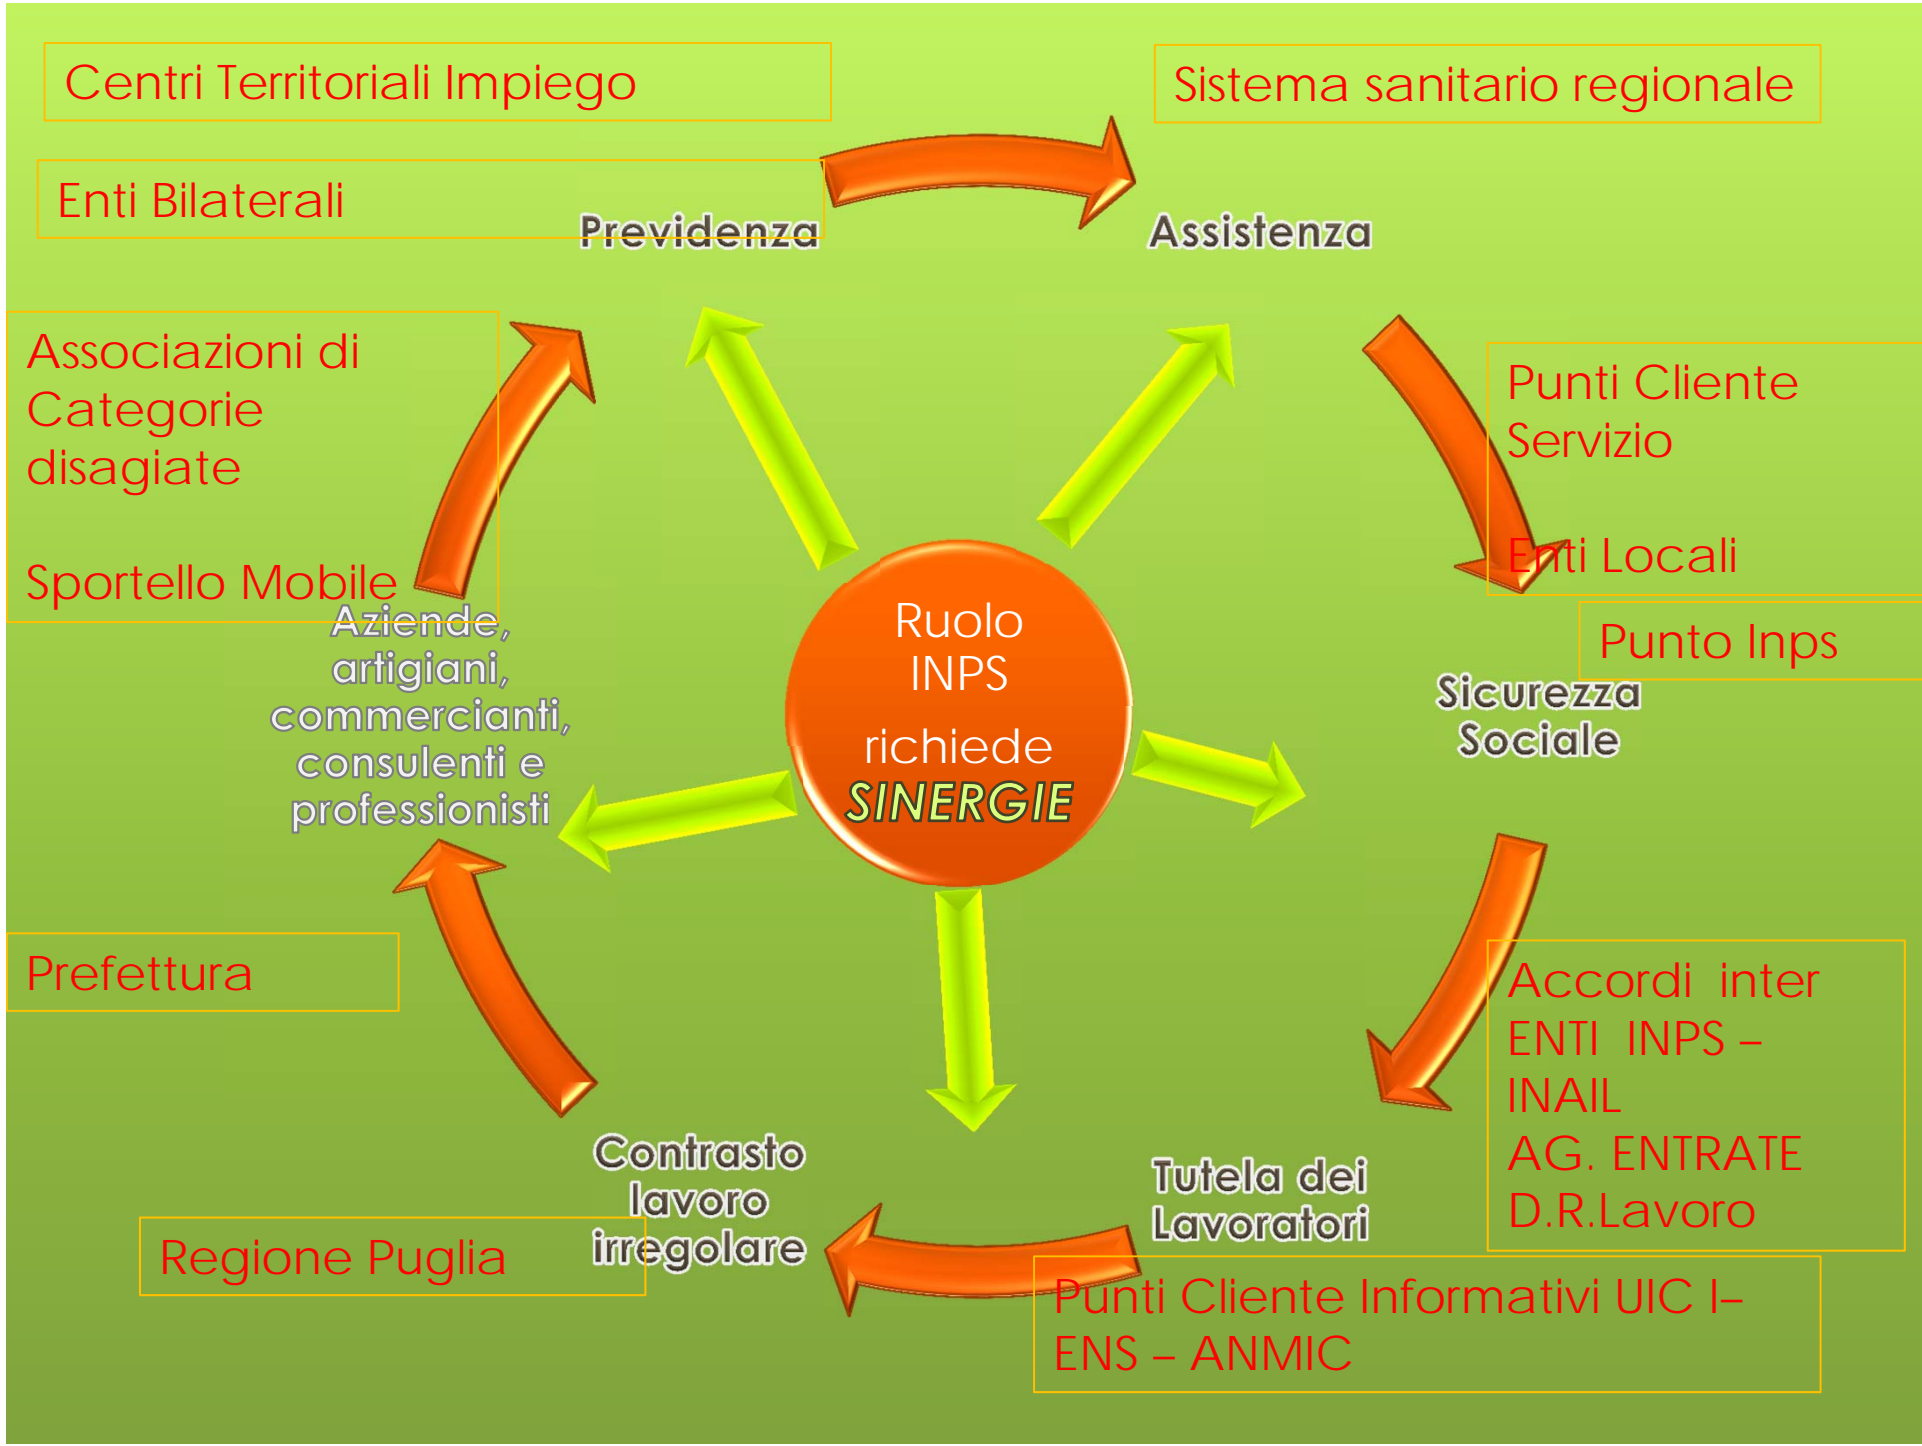 Centri Territoriali Impiego
Sistema sanitario regionale
Enti Bilaterali
Previdenza
Assistenza
Associazioni di
Categorie
disagiate
Sportello Mobile
Punti Cliente
Servizio
Enti Locali
Punto Inps
Aziende,
artigiani,
commercianti,
consulenti e
professionisti
Ruolo
INPS
richiede
SINERGIE
Sicurezza
Sociale
Prefettura
Accordi inter
ENTI INPS –
INAIL
AG. ENTRATE
D.R.Lavoro
Contrasto
lavoro
irregolare
Tutela dei
Lavoratori
Regione Puglia
Punti Cliente Informativi UIC I–
ENS – ANMIC